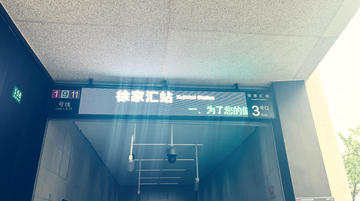 1 9 11
号线
徐家汇站 Xujiahui Station
一、为了您的健
3号口